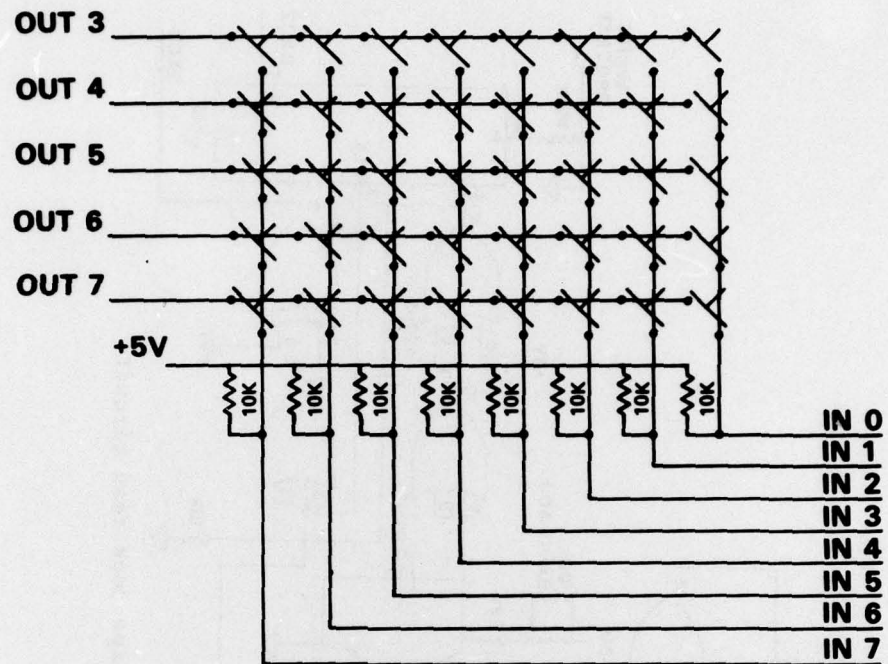 OUT 3
OUT 4
OUT 5
OUT 6
OUT 7
+5V
10K 10K 10K 10K 10K 10K 10K 10K
IN 0
IN 1
IN 2
IN 3
IN 4
IN 5
IN 6
IN 7